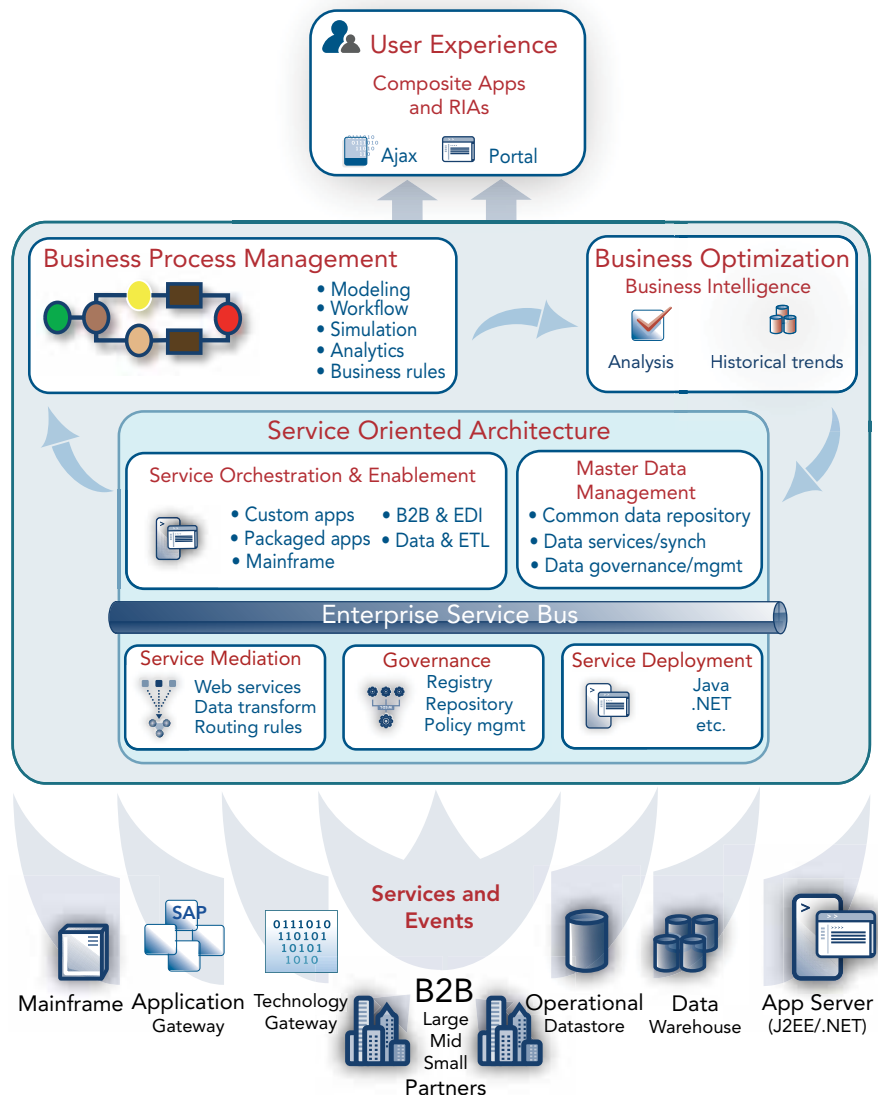 User Experience
Composite Apps
and RIAs
0111010
0111010
11010
110
Ajax
Portal
Business Process Management
• Modeling
• Workflow
• Simulation
• Analytics
• Business rules
Business Optimization
Business Intelligence
Analysis
Historical trends
Service Oriented Architecture
Service Orchestration & Enablement
• Custom apps
• Packaged apps
• Mainframe
• B2B & EDI
• Data & ETL
Master Data
Management
• Common data repository
• Data services/synch
• Data governance/mgmt
Enterprise Service Bus
Service Mediation
Web services
Data transform
Routing rules
Governance
Registry
Repository
Policy mgmt
Service Deployment
Java
.NET
etc.
Services and
Events
Mainframe
SAP
Application
Gateway
0111010
110101
10101
1010
Technology
Gateway
B2B
Large
Mid
Small
Partners
Operational
Datastore
Data
Warehouse
App Server
(J2EE/.NET)